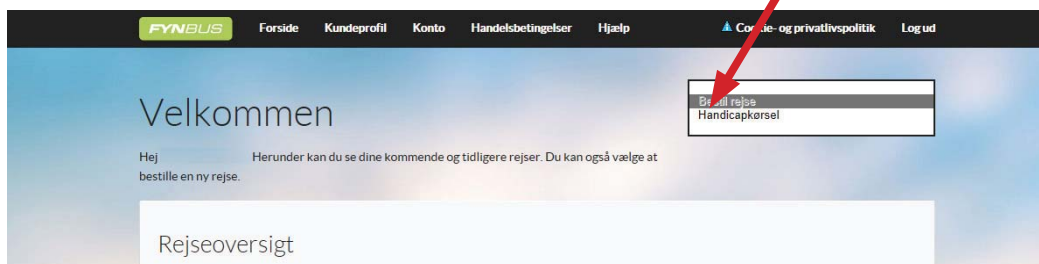 FYNBUS Forside Kundeprofil Konto Handelsbetingelser Hjælp Cookie- og privatlivspolitik Log ud
Bestil rejse
Handicapkørsel
Velkommen
Hej Herunder kan du se dine kommende og tidligere rejser. Du kan også vælge at
bestille en ny rejse.
Rejseoversigt